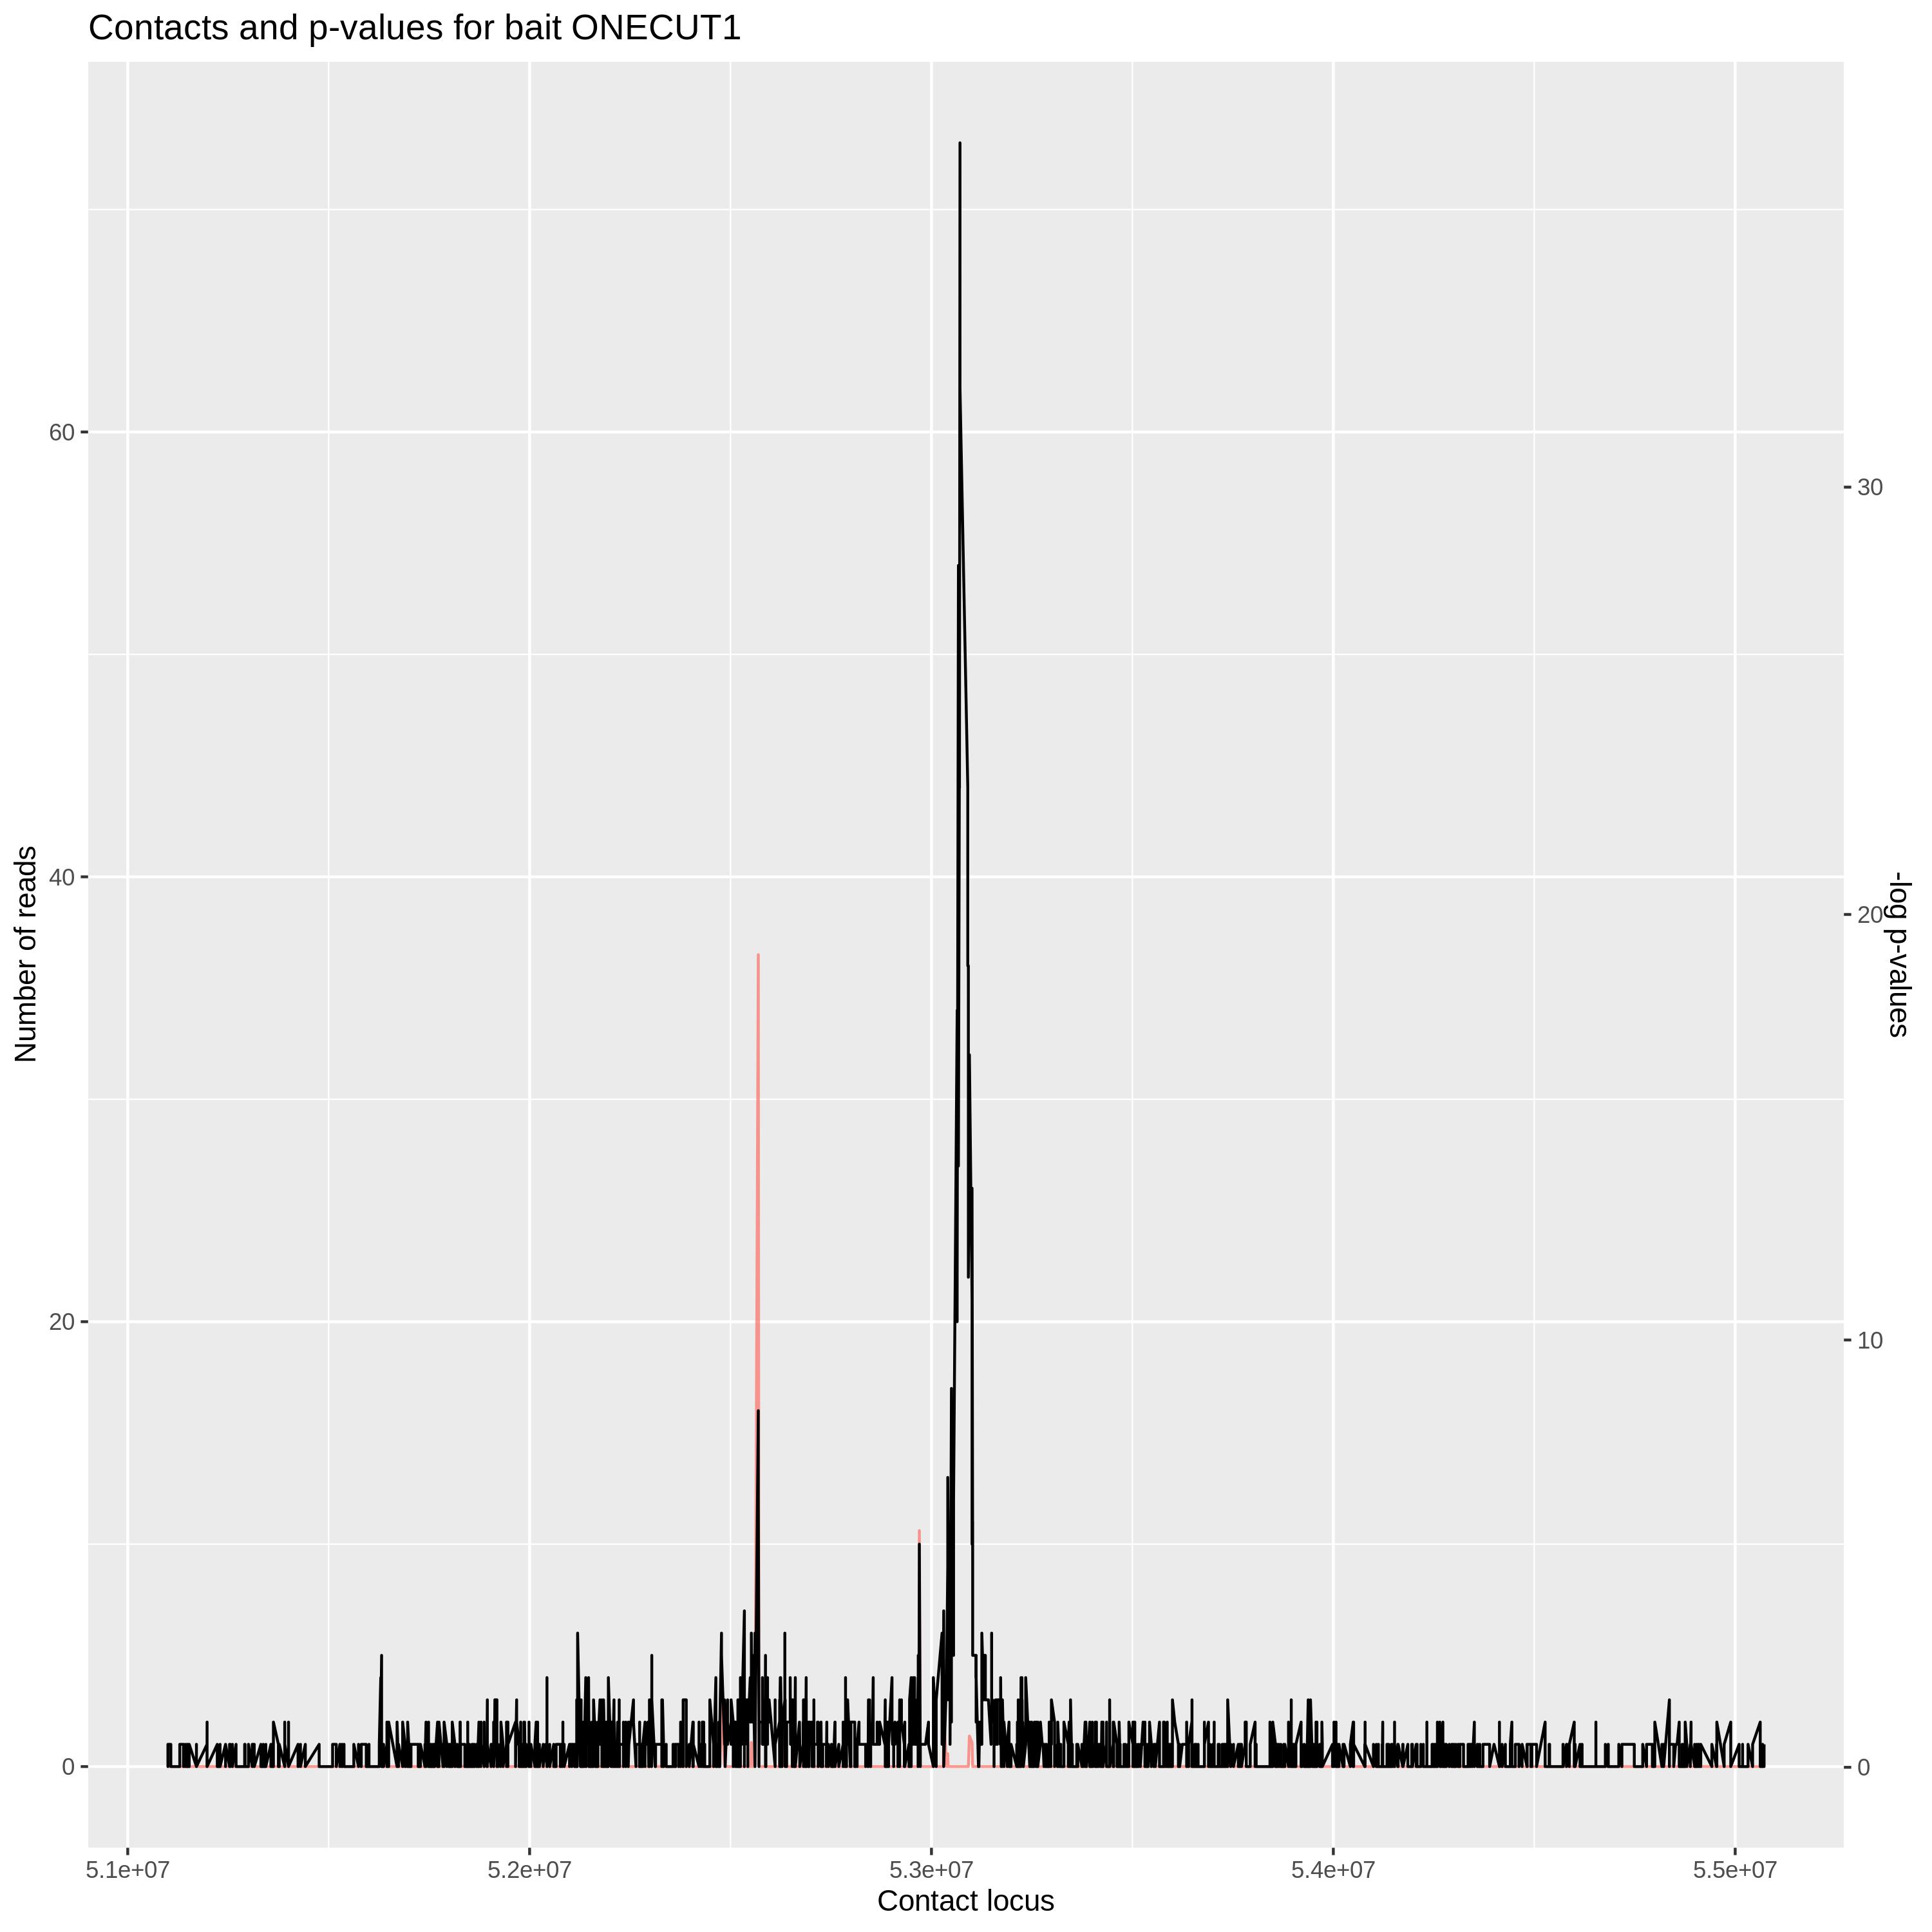 Contacts and p-values for bait ONECUT1
Number of reads
60
40
20
0
30
20
10
0
-log p-values
5.1e+07
5.2e+07
5.3e+07
5.4e+07
5.5e+07
Contact locus